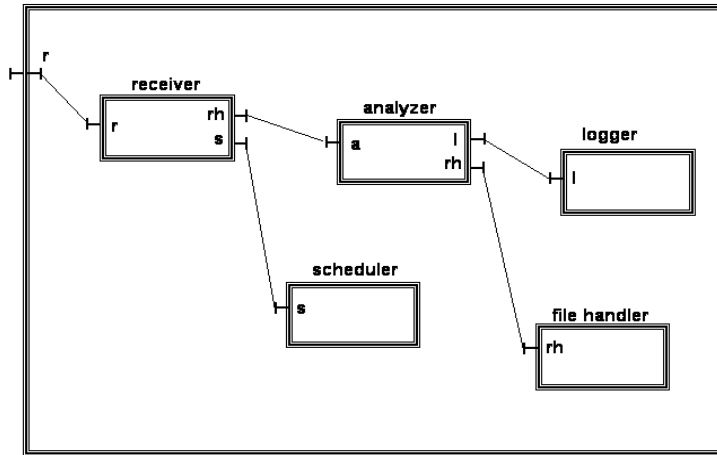 r
receiver
r
rh
s
analyzer
a
l
rh
logger
l
scheduler
s
file handler
rh